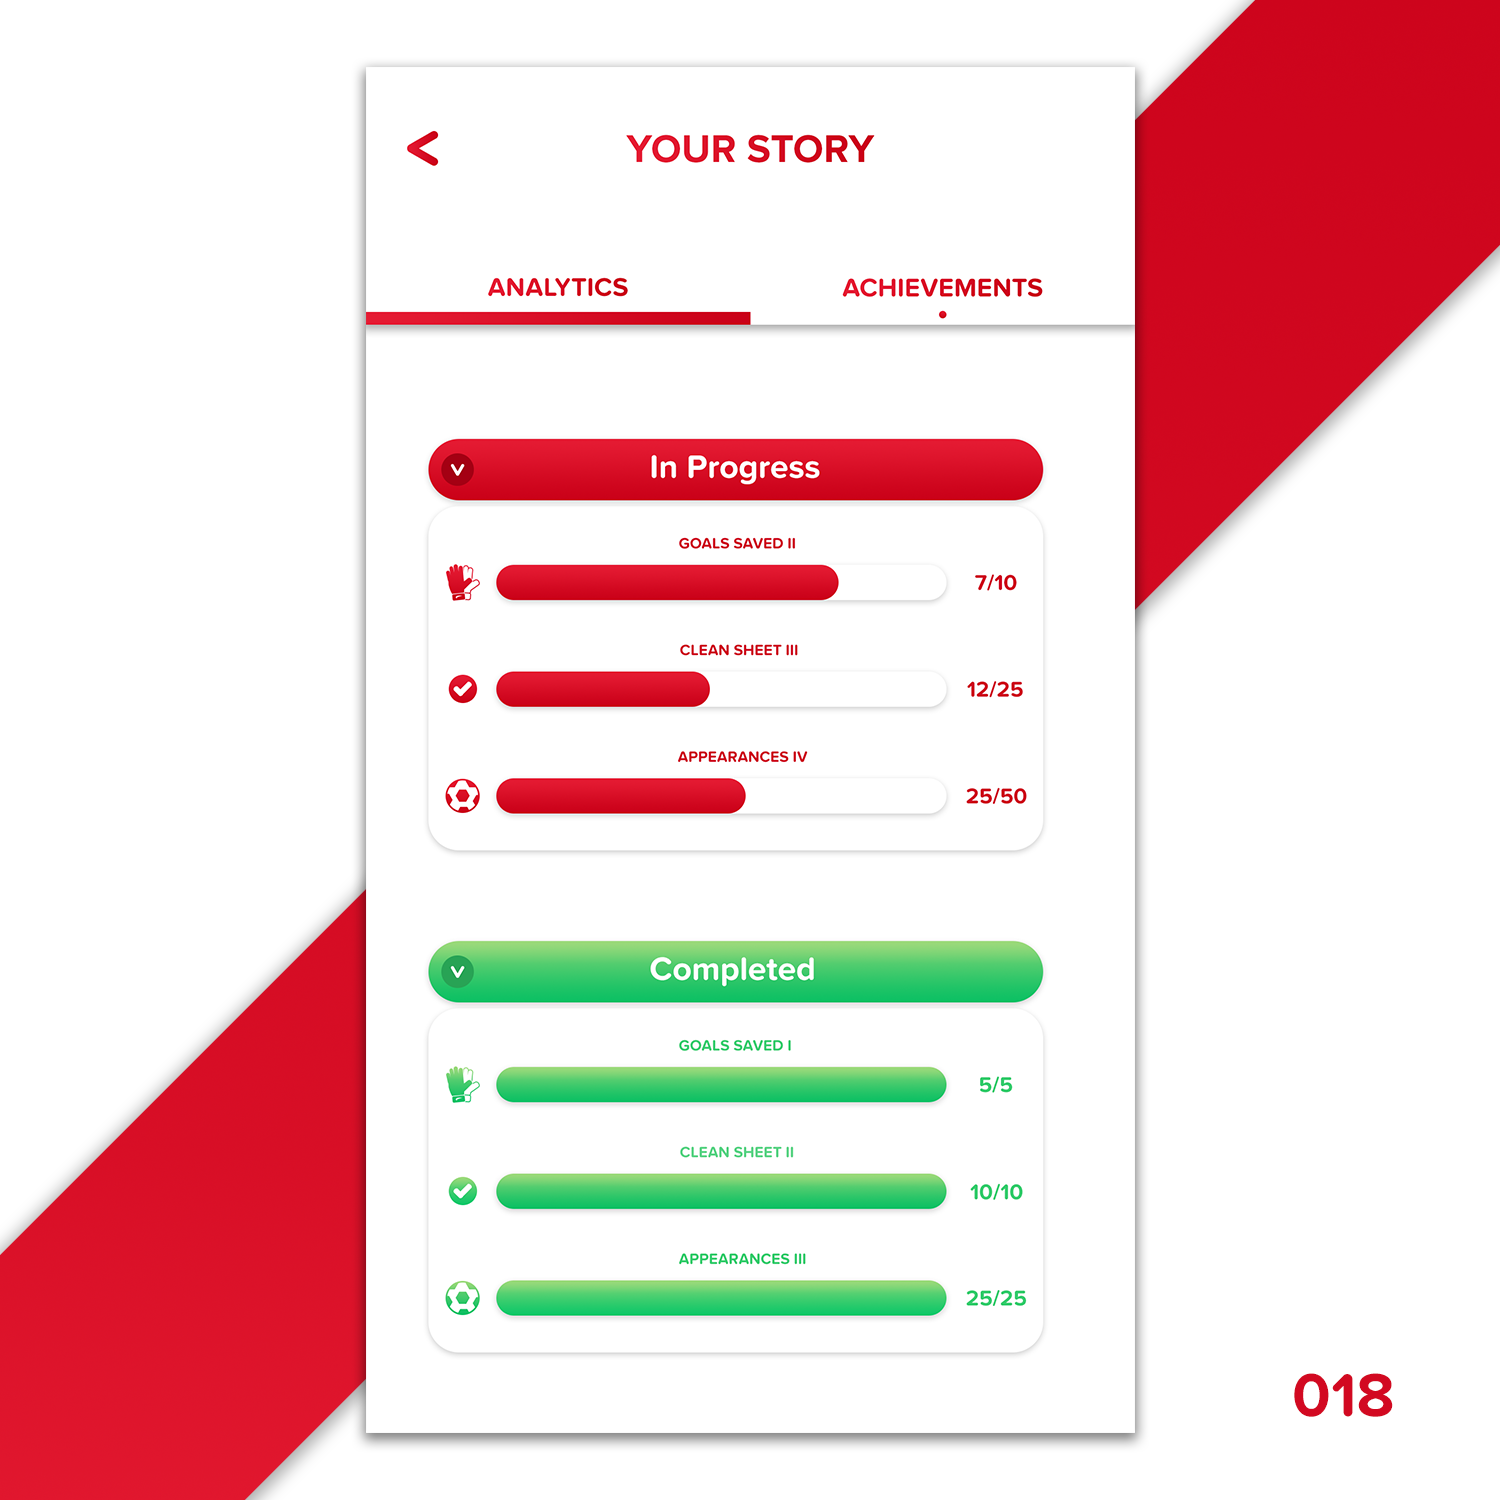 YOUR STORY
ANALYTICS
ACHIEVEMENTS
In Progress
GOALS SAVED II
7/10
CLEAN SHEET III
12/25
APPEARANCES IV
25/50
Completed
GOALS SAVED I
5/5
CLEAN SHEET II
10/10
APPEARANCES III
25/25
018